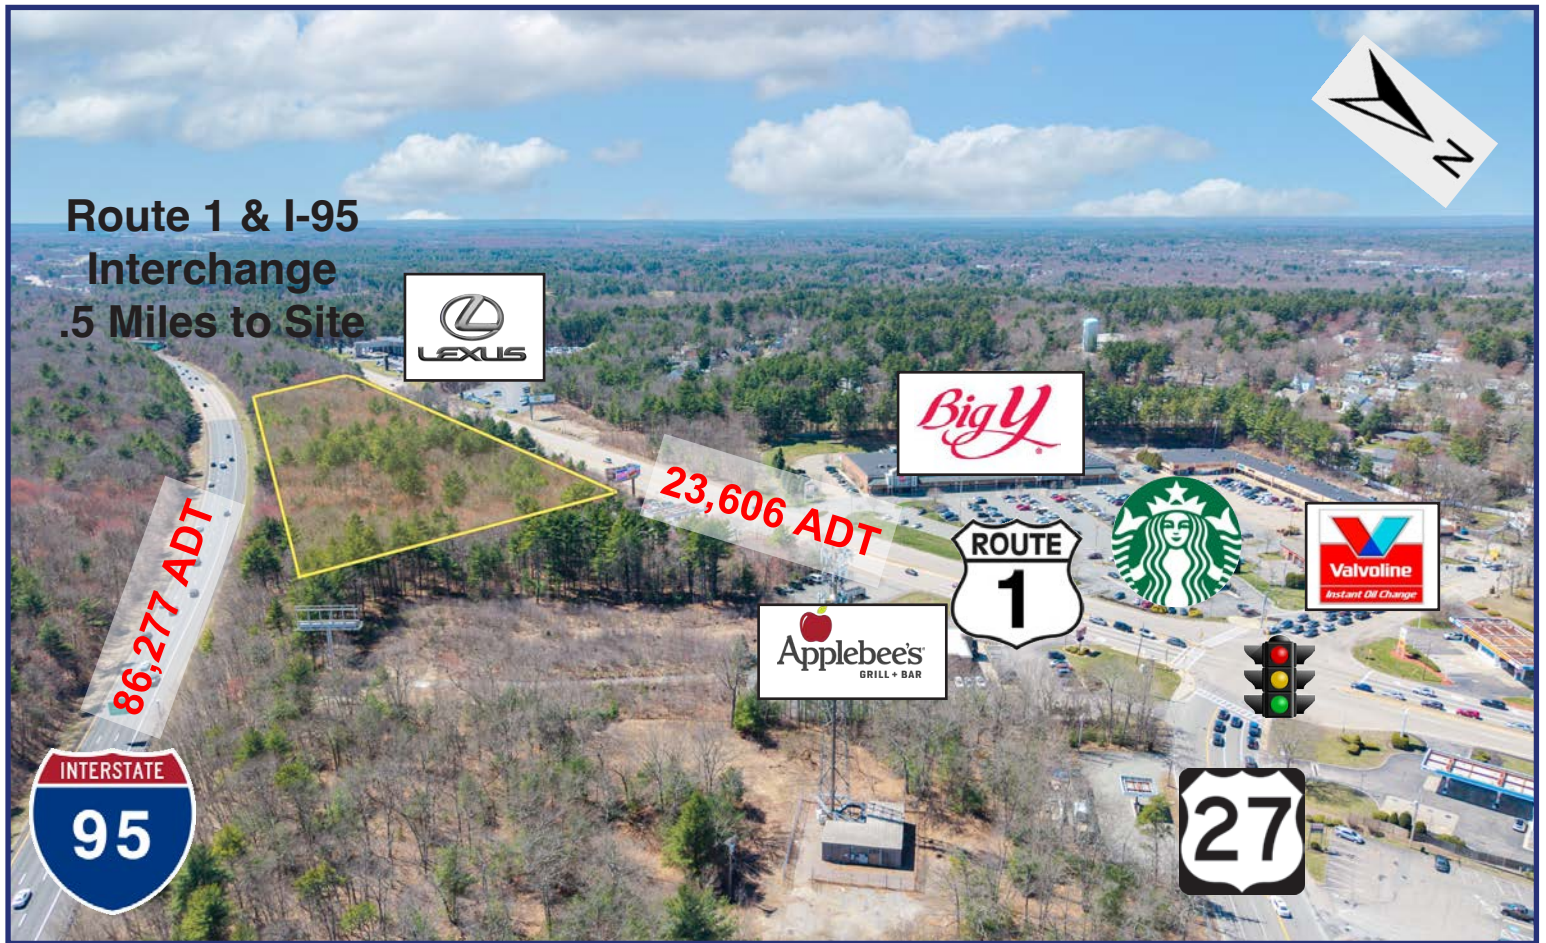 N
Route 1 & I-95
Interchange
.5 Miles to Site
LEXUS
Big Y
®
23,606 ADT
86,277 ADT
ROUTE
1
Valvoline
Instant Oil Change
Applebee's
GRILL + BAR
INTERSTATE
95
27